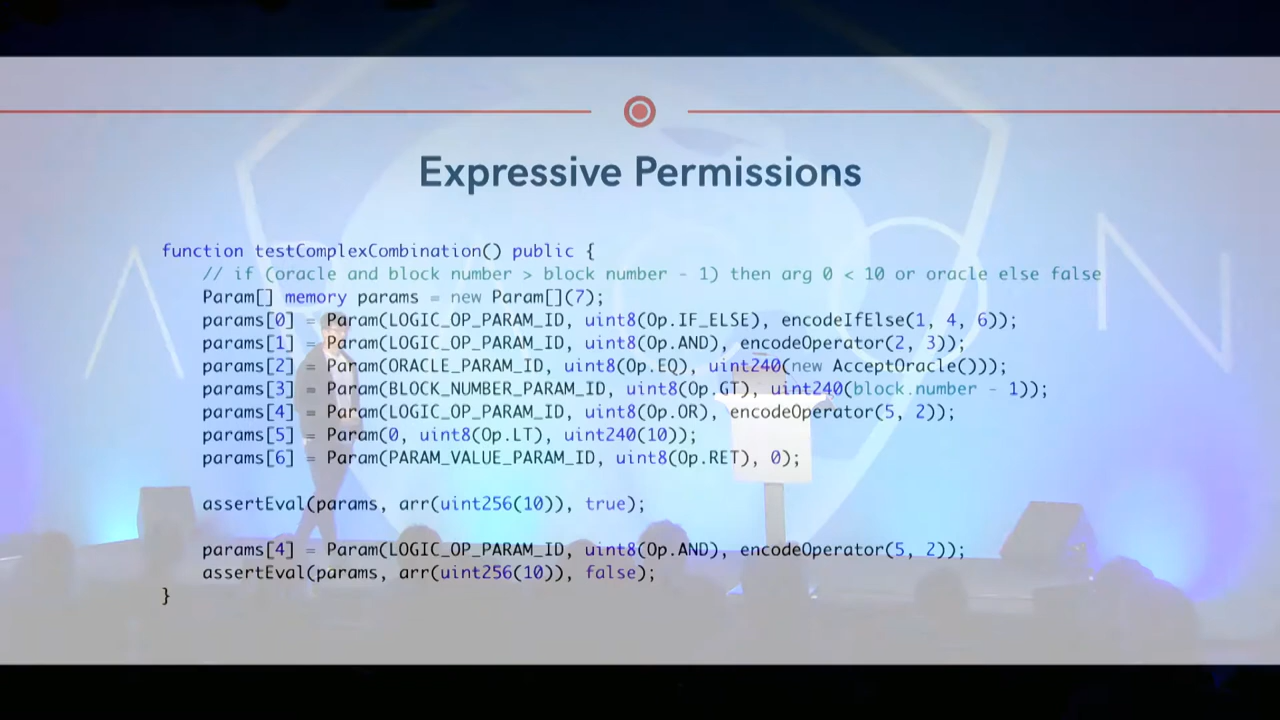 Expressive Permissions
function testComplexCombination() public {
// if (oracle and block number > block number - 1) then arg 0 < 10 or oracle else false
Param[] memory params = new Param[](7);
params[0] = Param(LOGIC_OP_PARAM_ID, uint8(Op.IF_ELSE), encodeIfElse(1, 4, 6));
params[1] = Param(LOGIC_OP_PARAM_ID, uint8(Op.AND), encodeOperator(2, 3));
params[2] = Param(ORACLE_PARAM_ID, uint8(Op.EQ), uint240(new AcceptOracle()));
params[3] = Param(BLOCK_NUMBER_PARAM_ID, uint8(Op.GT), uint240(block.number - 1));
params[4] = Param(LOGIC_OP_PARAM_ID, uint8(Op.OR), encodeOperator(5, 2));
params[5] = Param(0, uint8(Op.LT), uint240(10));
params[6] = Param(PARAM_VALUE_PARAM_ID, uint8(Op.RET), 0);
assertEval(params, arr(uint256(10)), true);
params[4] = Param(LOGIC_OP_PARAM_ID, uint8(Op.AND), encodeOperator(5, 2));
assertEval(params, arr(uint256(10)), false);
}